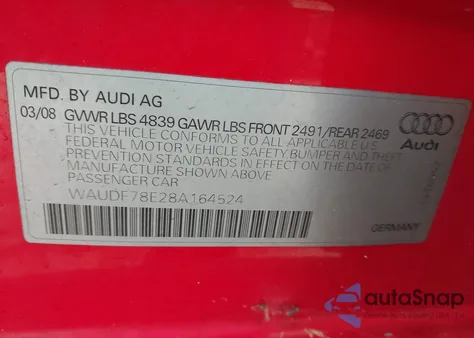 MFD. BY AUDI AG
03/08 GVWR LBS 4839 GAWR LBS FRONT 2491/REAR 2469
THIS VEHICLE CONFORMS TO ALL APPLICABLE U.S.
FEDERAL MOTOR VEHICLE SAFETY BUMPER AND THEFT
PREVENTION STANDARDS IN EFFECT ON THE DATE OF
MANUFACTURE SHOWN ABOVE
PASSENGER CAR
WAUDF78E28A164524
Audi
GERMANY
autoSnap